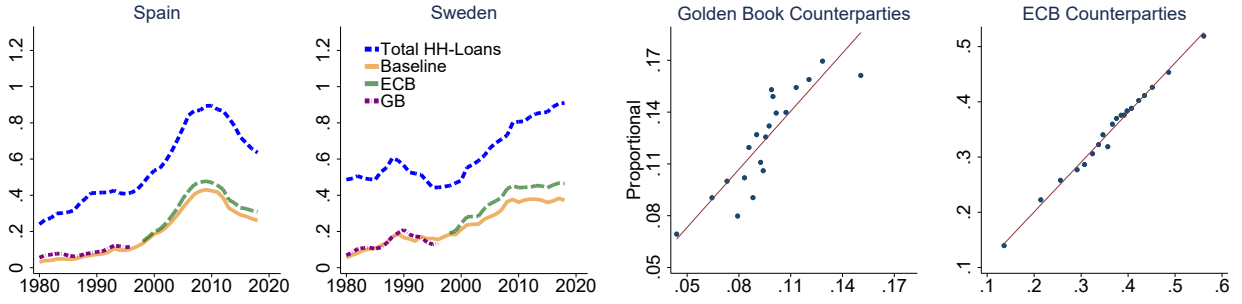 Spain
0 .2 .4 .6 .8 1 1.2
1980 1990 2000 2010 2020
Sweden
0 .2 .4 .6 .8 1 1.2
Total HH-Loans
Baseline
ECB
GB
1980 1990 2000 2010 2020
Golden Book Counterparties
Proportional
.05 .08 .11 .14 .17
.05 .08 .11 .14 .17
ECB Counterparties
.1 .2 .3 .4 .5
.1 .2 .3 .4 .5 .6